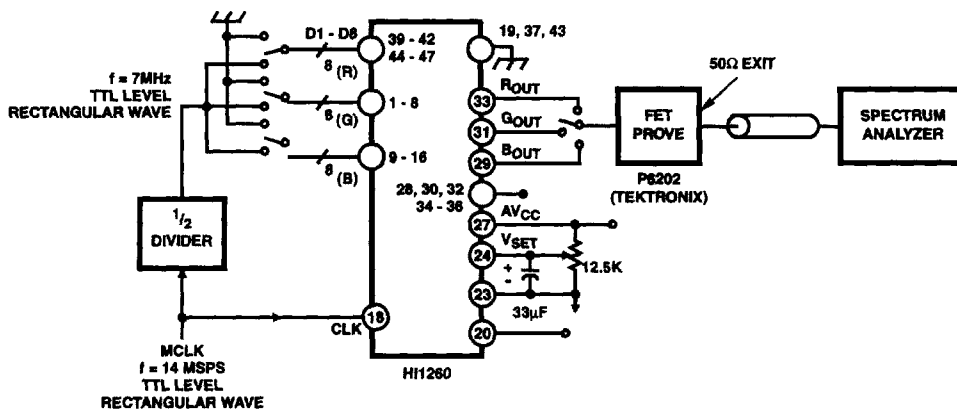 D1 - D8
8 (R)
39 - 42
44 - 47
19, 37, 43
f = 7MHz
TTL LEVEL
RECTANGULAR WAVE
8 (G)
1 - 8
8 (B)
9 - 16
33
ROUT
31
GOUT
29
BOUT
28, 30, 32
34 - 36
27
AVCC
24
VSET
12.5K
+
-
23
33µF
20
50Ω EXIT
FET
PROVE
P6202
(TEKTRONIX)
SPECTRUM
ANALYZER
1/2
DIVIDER
18
CLK
MCLK
f = 14 MSPS
TTL LEVEL
RECTANGULAR WAVE
HI1260